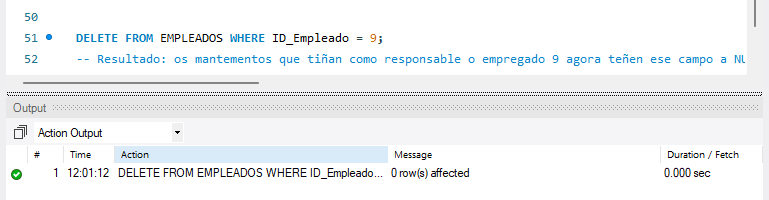 50
51 DELETE FROM EMPLEADOS WHERE ID_Empleado = 9;
52 -- Resultado: os mantementos que tiñan como responsable o empregado 9 agora teñen ese campo a NU
Output
Action Output
# Time Action Message Duration / Fetch
1 12:01:12 DELETE FROM EMPLEADOS WHERE ID_Empleado... 0 row(s) affected 0.000 sec